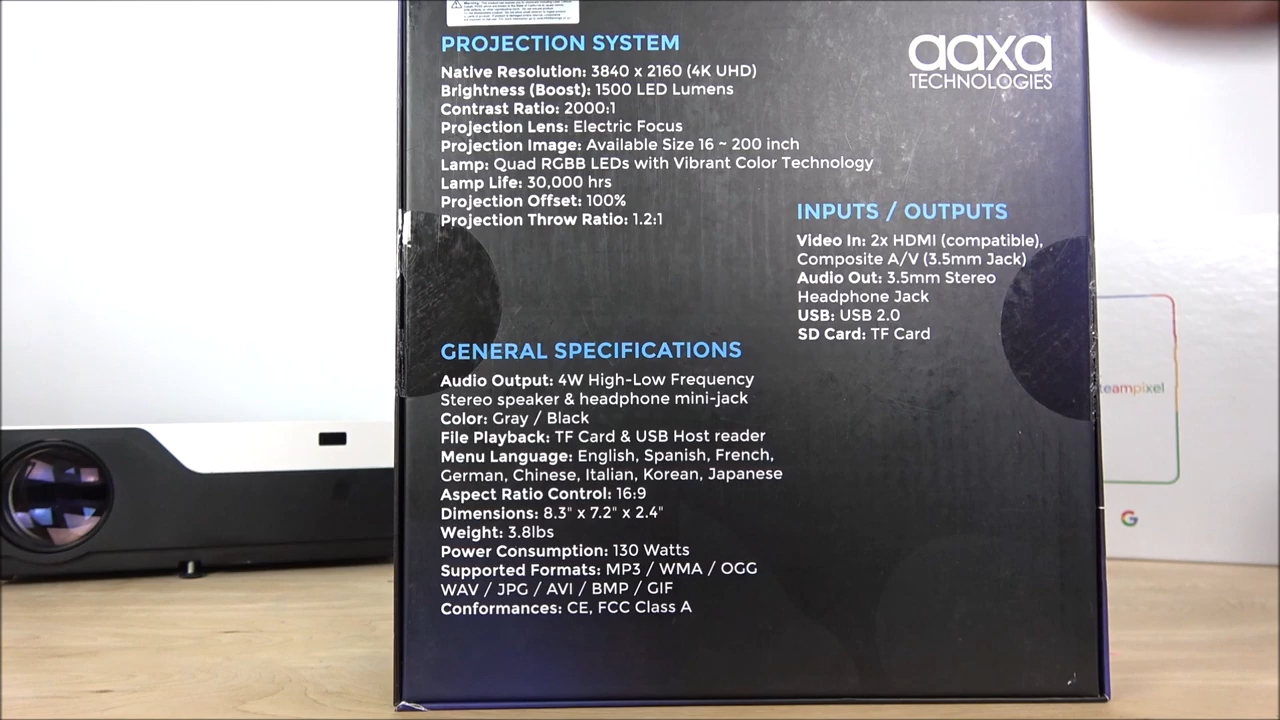 PROJECTION SYSTEM
Native Resolution: 3840 x 2160 (4K UHD)
Brightness (Boost): 1500 LED Lumens
Contrast Ratio: 2000:1
Projection Lens: Electric Focus
Projection Image: Available Size 16 ~ 200 inch
Lamp: Quad RGBB LEDs with Vibrant Color Technology
Lamp Life: 30,000 hrs
Projection Offset: 100%
Projection Throw Ratio: 1.2:1
aaxa
TECHNOLOGIES
INPUTS / OUTPUTS
Video In: 2x HDMI (compatible),
Composite A/V (3.5mm Jack)
Audio Out: 3.5mm Stereo
Headphone Jack
USB: USB 2.0
SD Card: TF Card
GENERAL SPECIFICATIONS
Audio Output: 4W High-Low Frequency
Stereo speaker & headphone mini-jack
Color: Gray / Black
File Playback: TF Card & USB Host reader
Menu Language: English, Spanish, French,
German, Chinese, Italian, Korean, Japanese
Aspect Ratio Control: 16:9
Dimensions: 8.3" x 7.2" x 2.4"
Weight: 3.8lbs
Power Consumption: 130 Watts
Supported Formats: MP3 / WMA / OGG
WAV / JPG / AVI / BMP / GIF
Conformances: CE, FCC Class A
teampixel
G